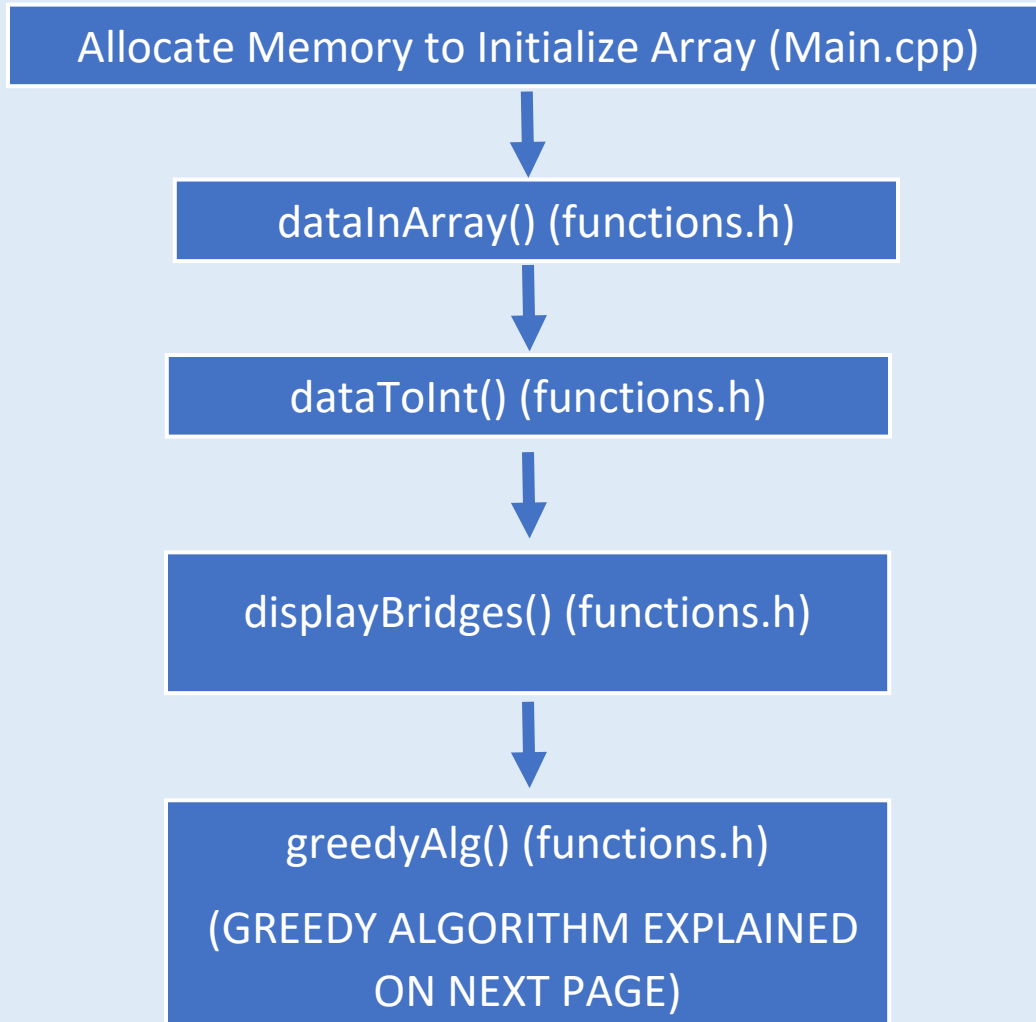 Allocate Memory to Initialize Array (Main.cpp)
dataInArray() (functions.h)
dataToInt() (functions.h)
displayBridges() (functions.h)
greedyAlg() (functions.h)
(GREEDY ALGORITHM EXPLAINED
ON NEXT PAGE)